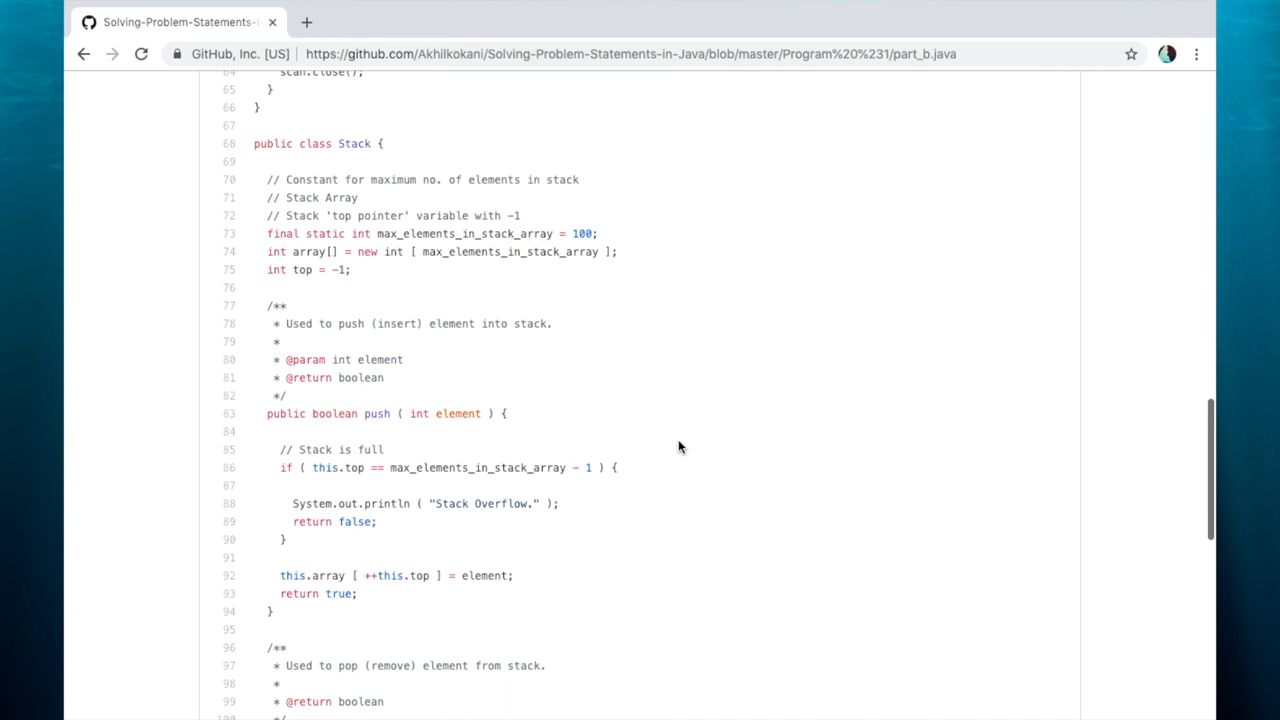 Solving-Problem-Statements-
GitHub, Inc. [US] | https://github.com/Akhilkokani/Solving-Problem-Statements-in-Java/blob/master/Program%20%231/part_b.java
64 scan.close();
65 }
66 }
67
68 public class Stack {
69
70 // Constant for maximum no. of elements in stack
71 // Stack Array
72 // Stack 'top pointer' variable with -1
73 final static int max_elements_in_stack_array = 100;
74 int array[] = new int [ max_elements_in_stack_array ];
75 int top = -1;
76
77 /**
78 * Used to push (insert) element into stack.
79 *
80 * @param int element
81 * @return boolean
82 */
83 public boolean push ( int element ) {
84
85 // Stack is full
86 if ( this.top == max_elements_in_stack_array - 1 ) {
87
88 System.out.println ( "Stack Overflow." );
89 return false;
90 }
91
92 this.array [ ++this.top ] = element;
93 return true;
94 }
95
96 /**
97 * Used to pop (remove) element from stack.
98 *
99 * @return boolean
100 */